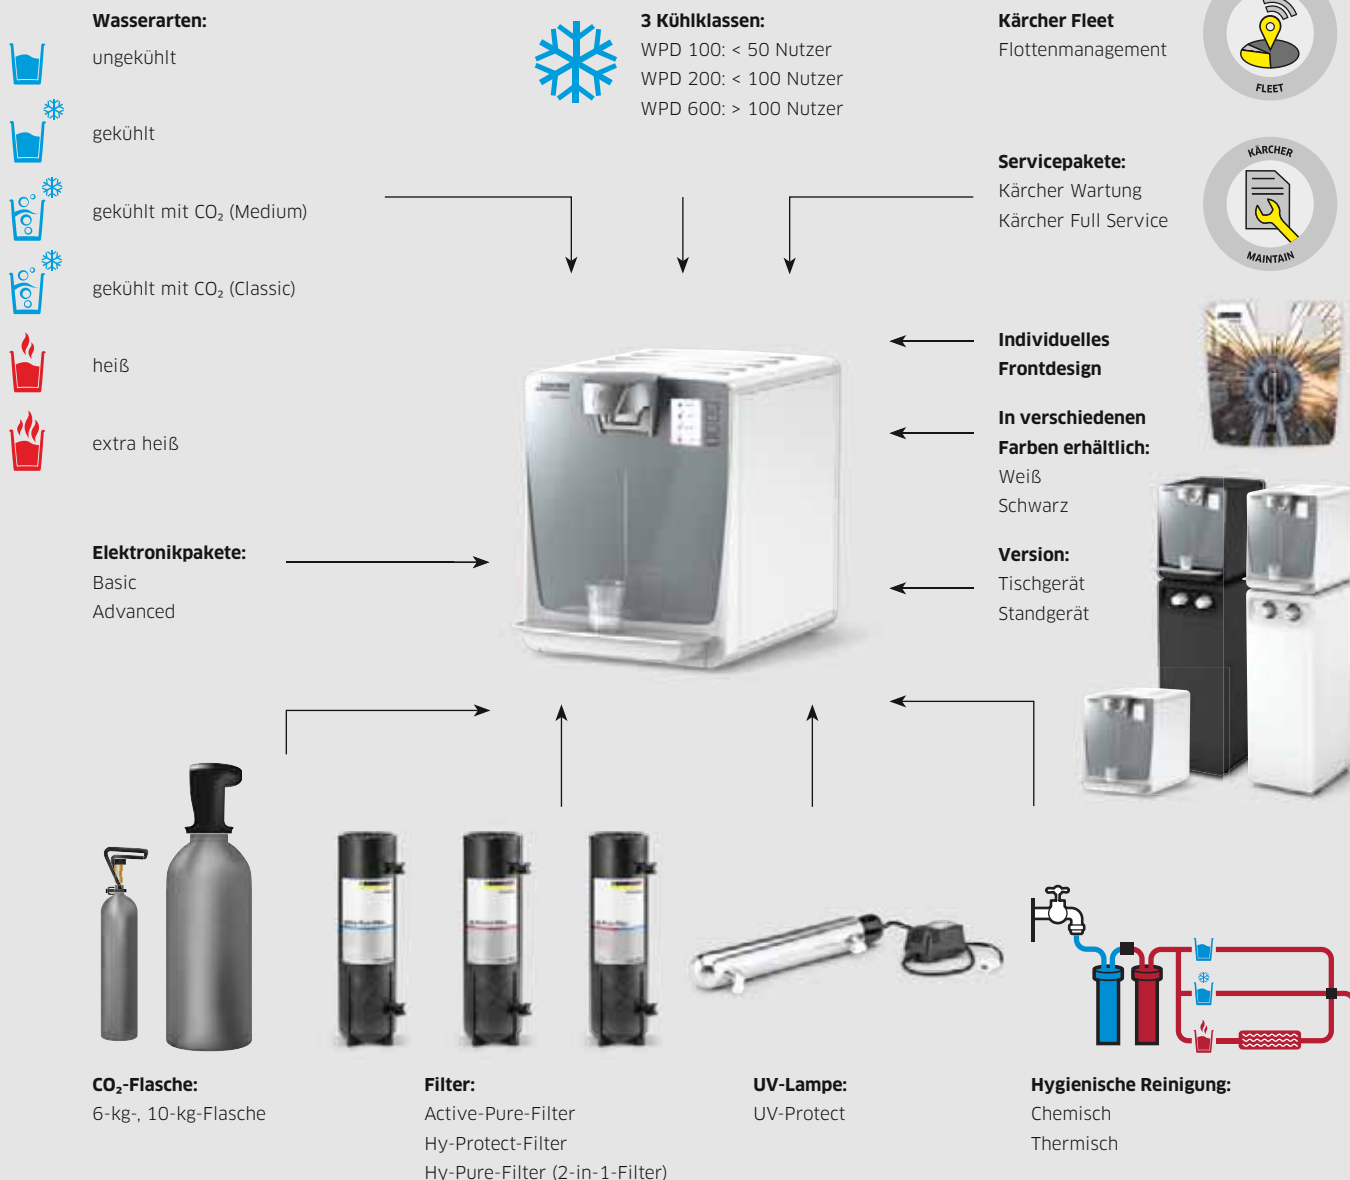 Wasserarten:
ungekühlt
gekühlt
gekühlt mit CO₂ (Medium)
gekühlt mit CO₂ (Classic)
heiß
extra heiß
3 Kühlklassen:
WPD 100: < 50 Nutzer
WPD 200: < 100 Nutzer
WPD 600: > 100 Nutzer
Kärcher Fleet
Flottenmanagement
FLEET
Servicepakete:
Kärcher Wartung
Kärcher Full Service
KÄRCHER
MAINTAIN
Individuelles
Frontdesign
In verschiedenen
Farben erhältlich:
Weiß
Schwarz
Version:
Tischgerät
Standgerät
Elektronikpakete:
Basic
Advanced
CO₂-Flasche:
6-kg-, 10-kg-Flasche
Filter:
Active-Pure-Filter
Hy-Protect-Filter
Hy-Pure-Filter (2-in-1-Filter)
UV-Lampe:
UV-Protect
Hygienische Reinigung:
Chemisch
Thermisch